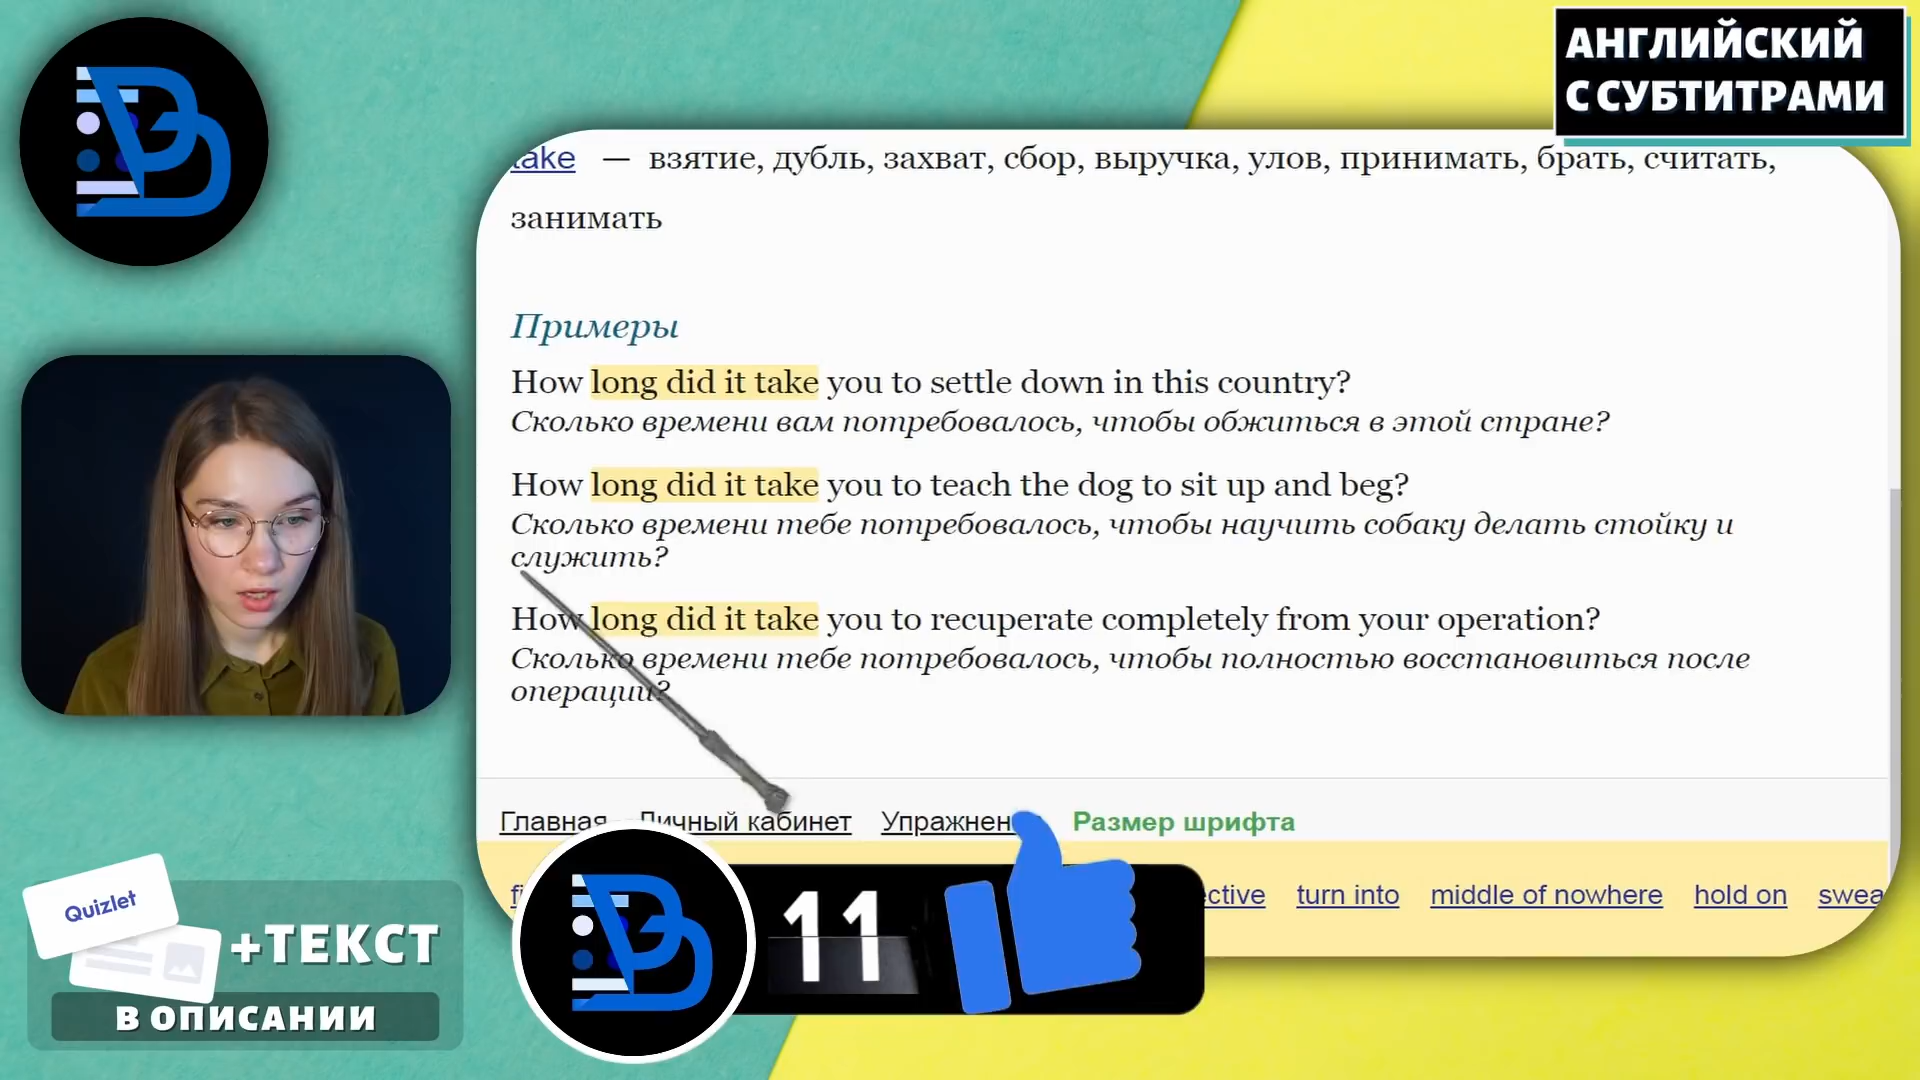 АНГЛИЙСКИЙ
С СУБТИТРАМИ
take — взятие, дубль, захват, сбор, выручка, улов, принимать, брать, считать,
занимать
Примеры
How long did it take you to settle down in this country?
Сколько времени вам потребовалось, чтобы обжиться в этой стране?
How long did it take you to teach the dog to sit up and beg?
Сколько времени тебе потребовалось, чтобы научить собаку делать стойку и
служить?
How long did it take you to recuperate completely from your operation?
Сколько времени тебе потребовалось, чтобы полностью восстановиться после
операции?
Главная Личный кабинет Упражнен Размер шрифта
fi ective turn into middle of nowhere hold on swea
11
Quizlet
+ТЕКСТ
В ОПИСАНИИ